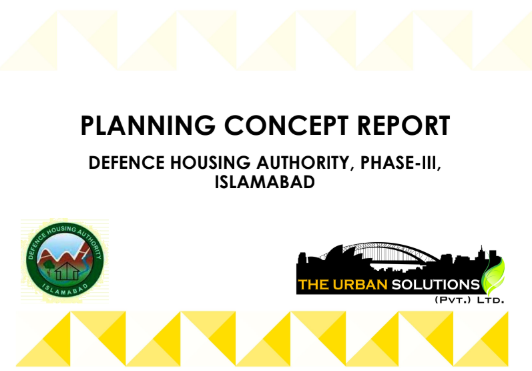 PLANNING CONCEPT REPORT
DEFENCE HOUSING AUTHORITY, PHASE-III,
ISLAMABAD
DEFENCE HOUSING AUTHORITY
ISLAMABAD
THE URBAN SOLUTIONS
(PVT.) LTD.